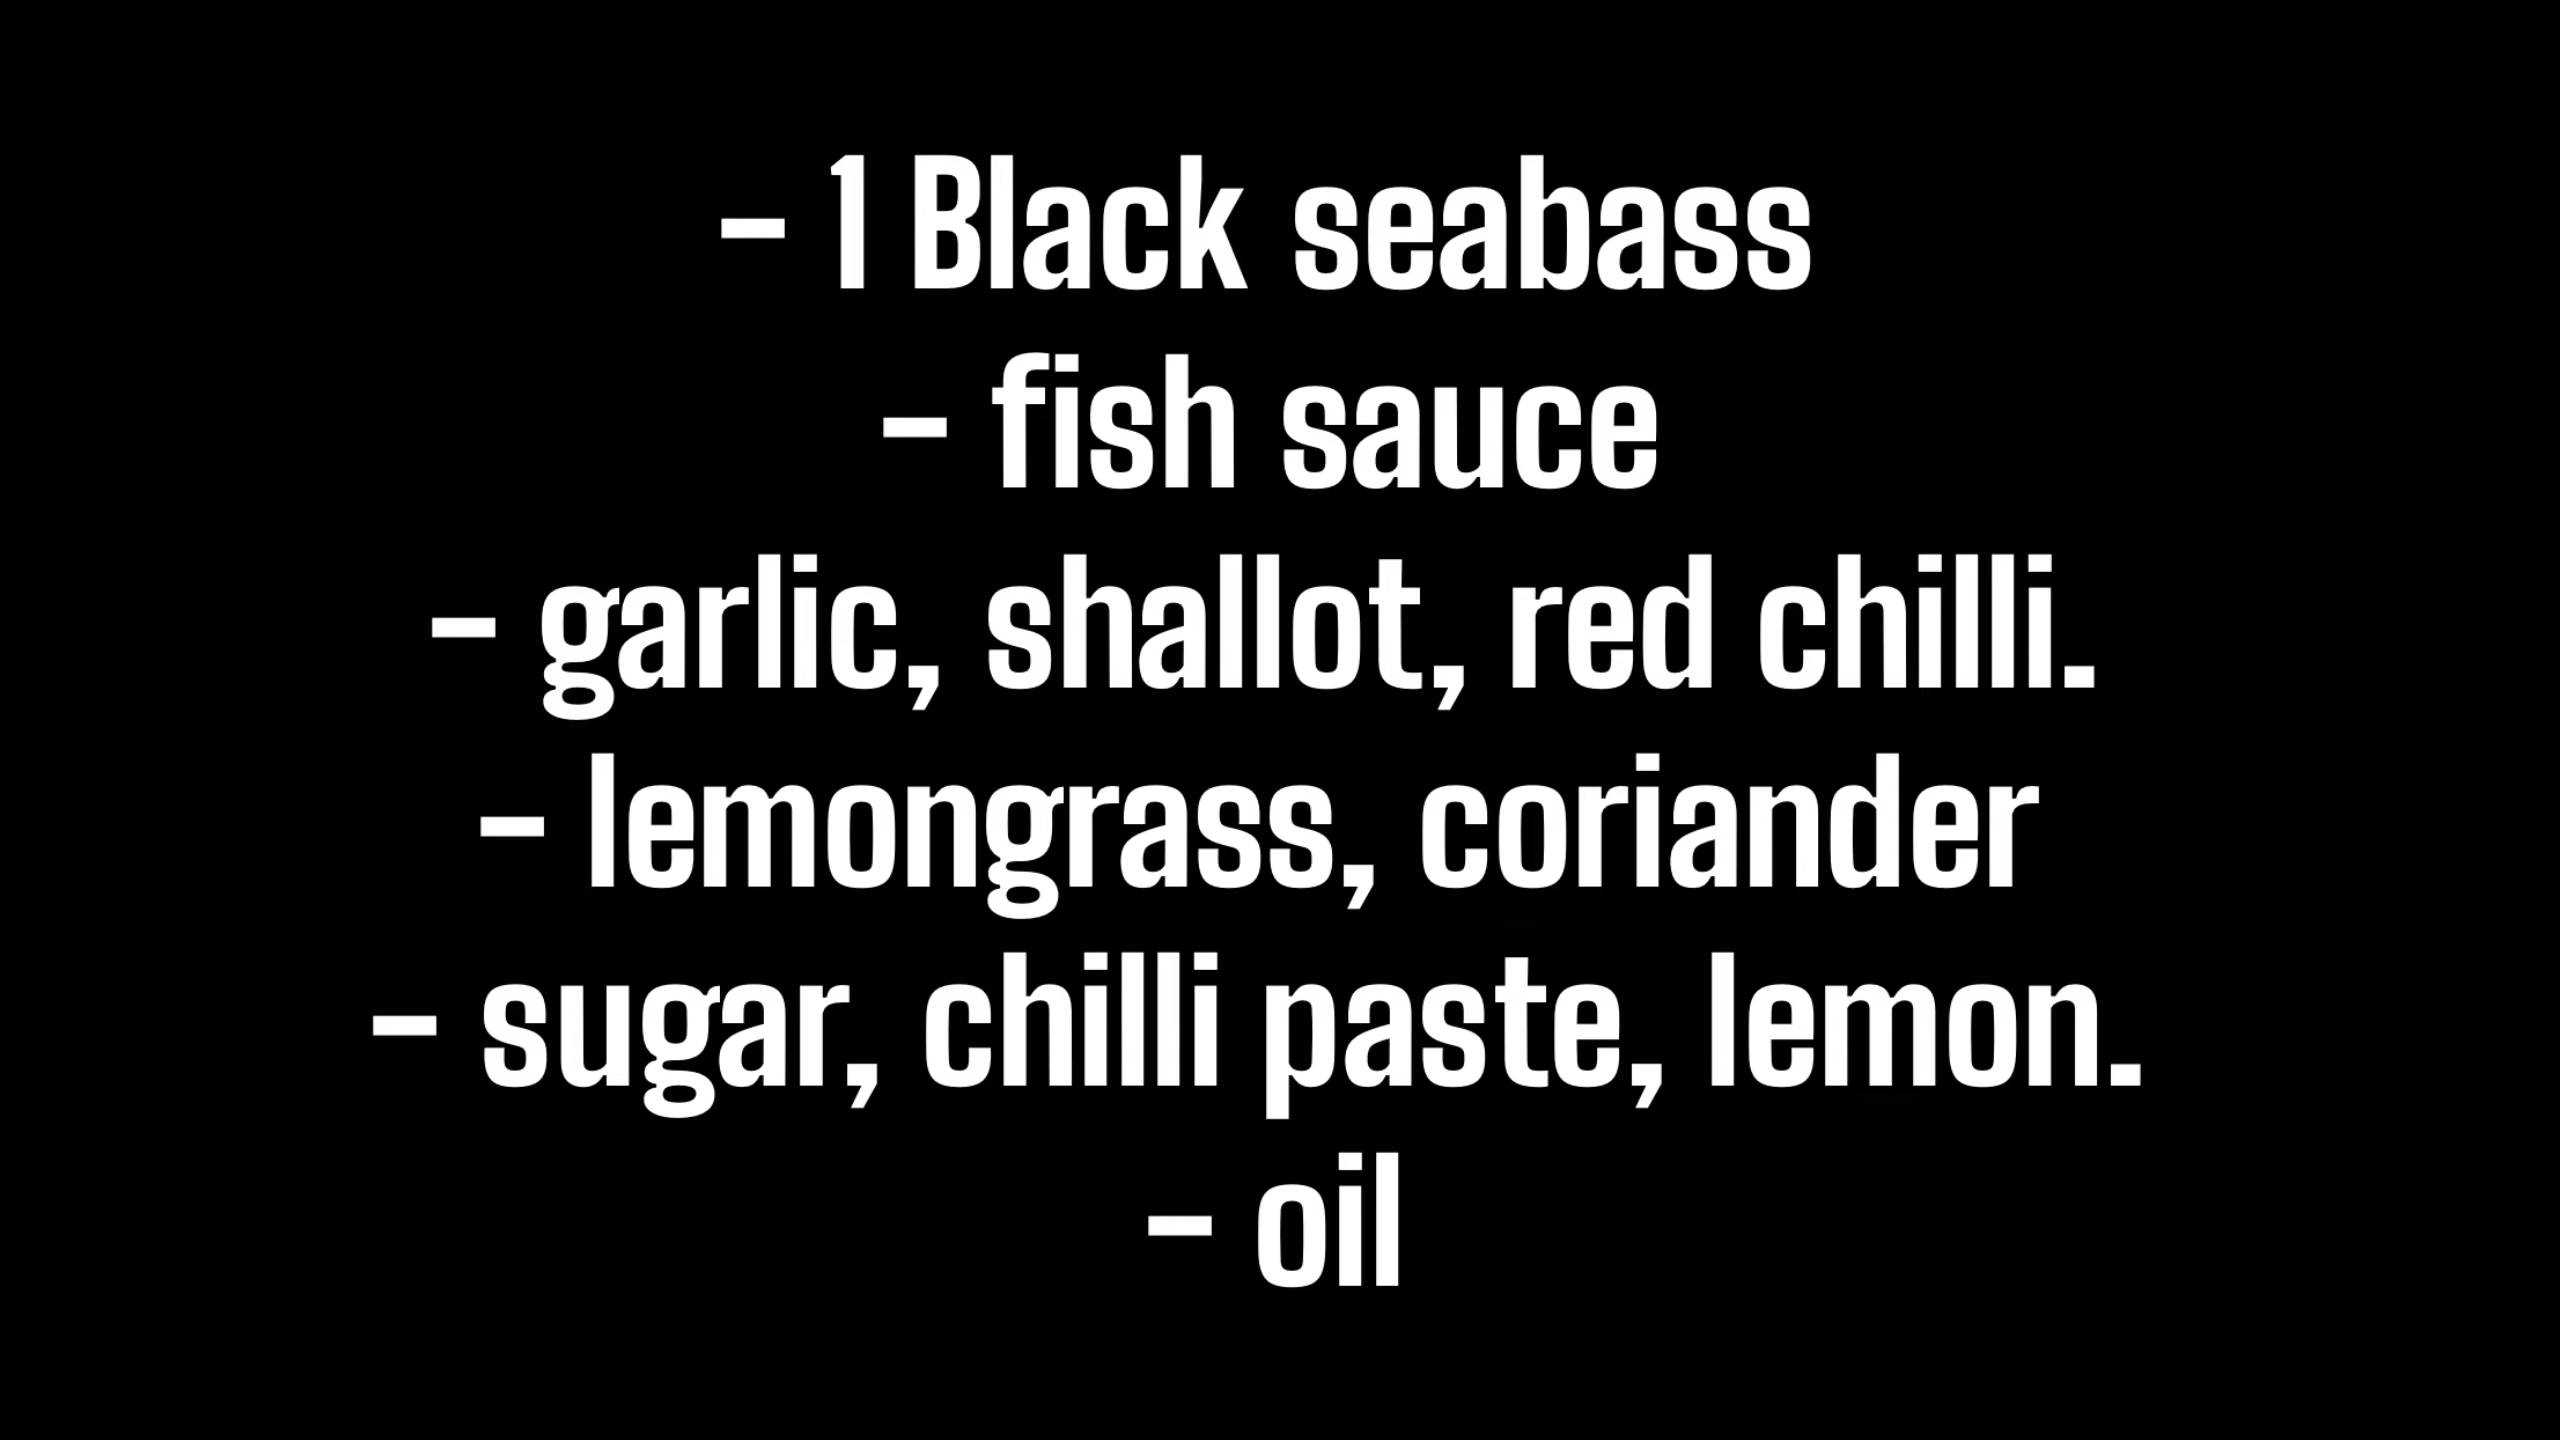 - 1 Black seabass
- fish sauce
- garlic, shallot, red chilli.
- lemongrass, coriander
- sugar, chilli paste, lemon.
- oil